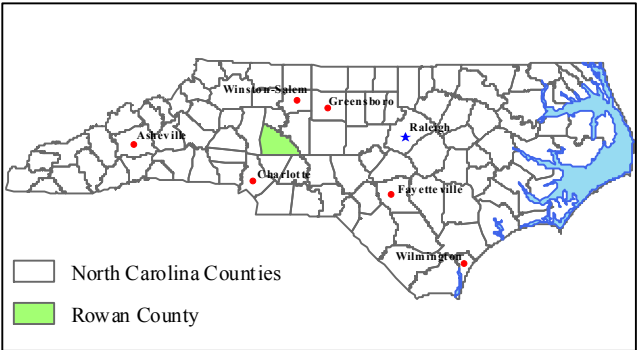 Winston-Salem
Greensboro
Asheville
Raleigh
Charlotte
Fayetteville
Wilmington
North Carolina Counties
Rowan County